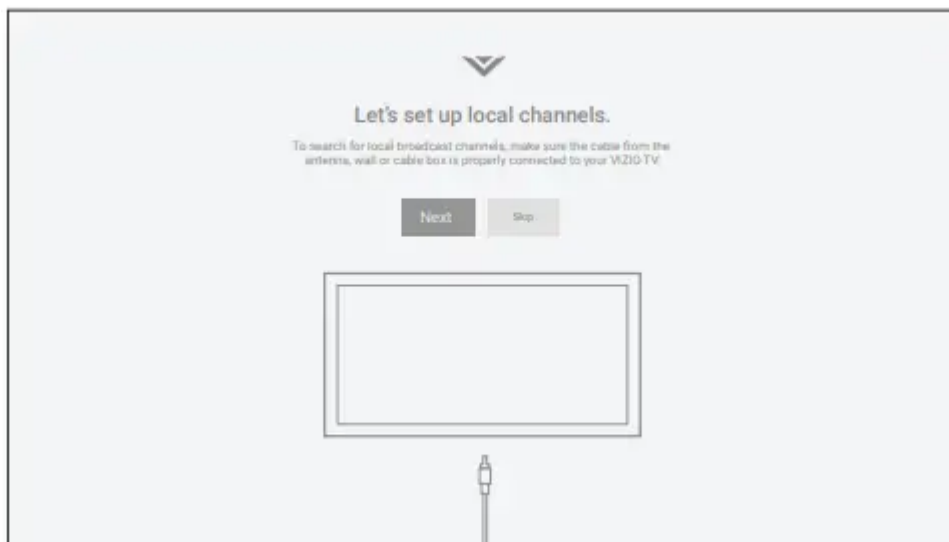 Let's set up local channels.
To search for local broadcast channels, make sure the cable from the
antenna, wall or cable box is properly connected to your VIZIO TV.
Next
Skip